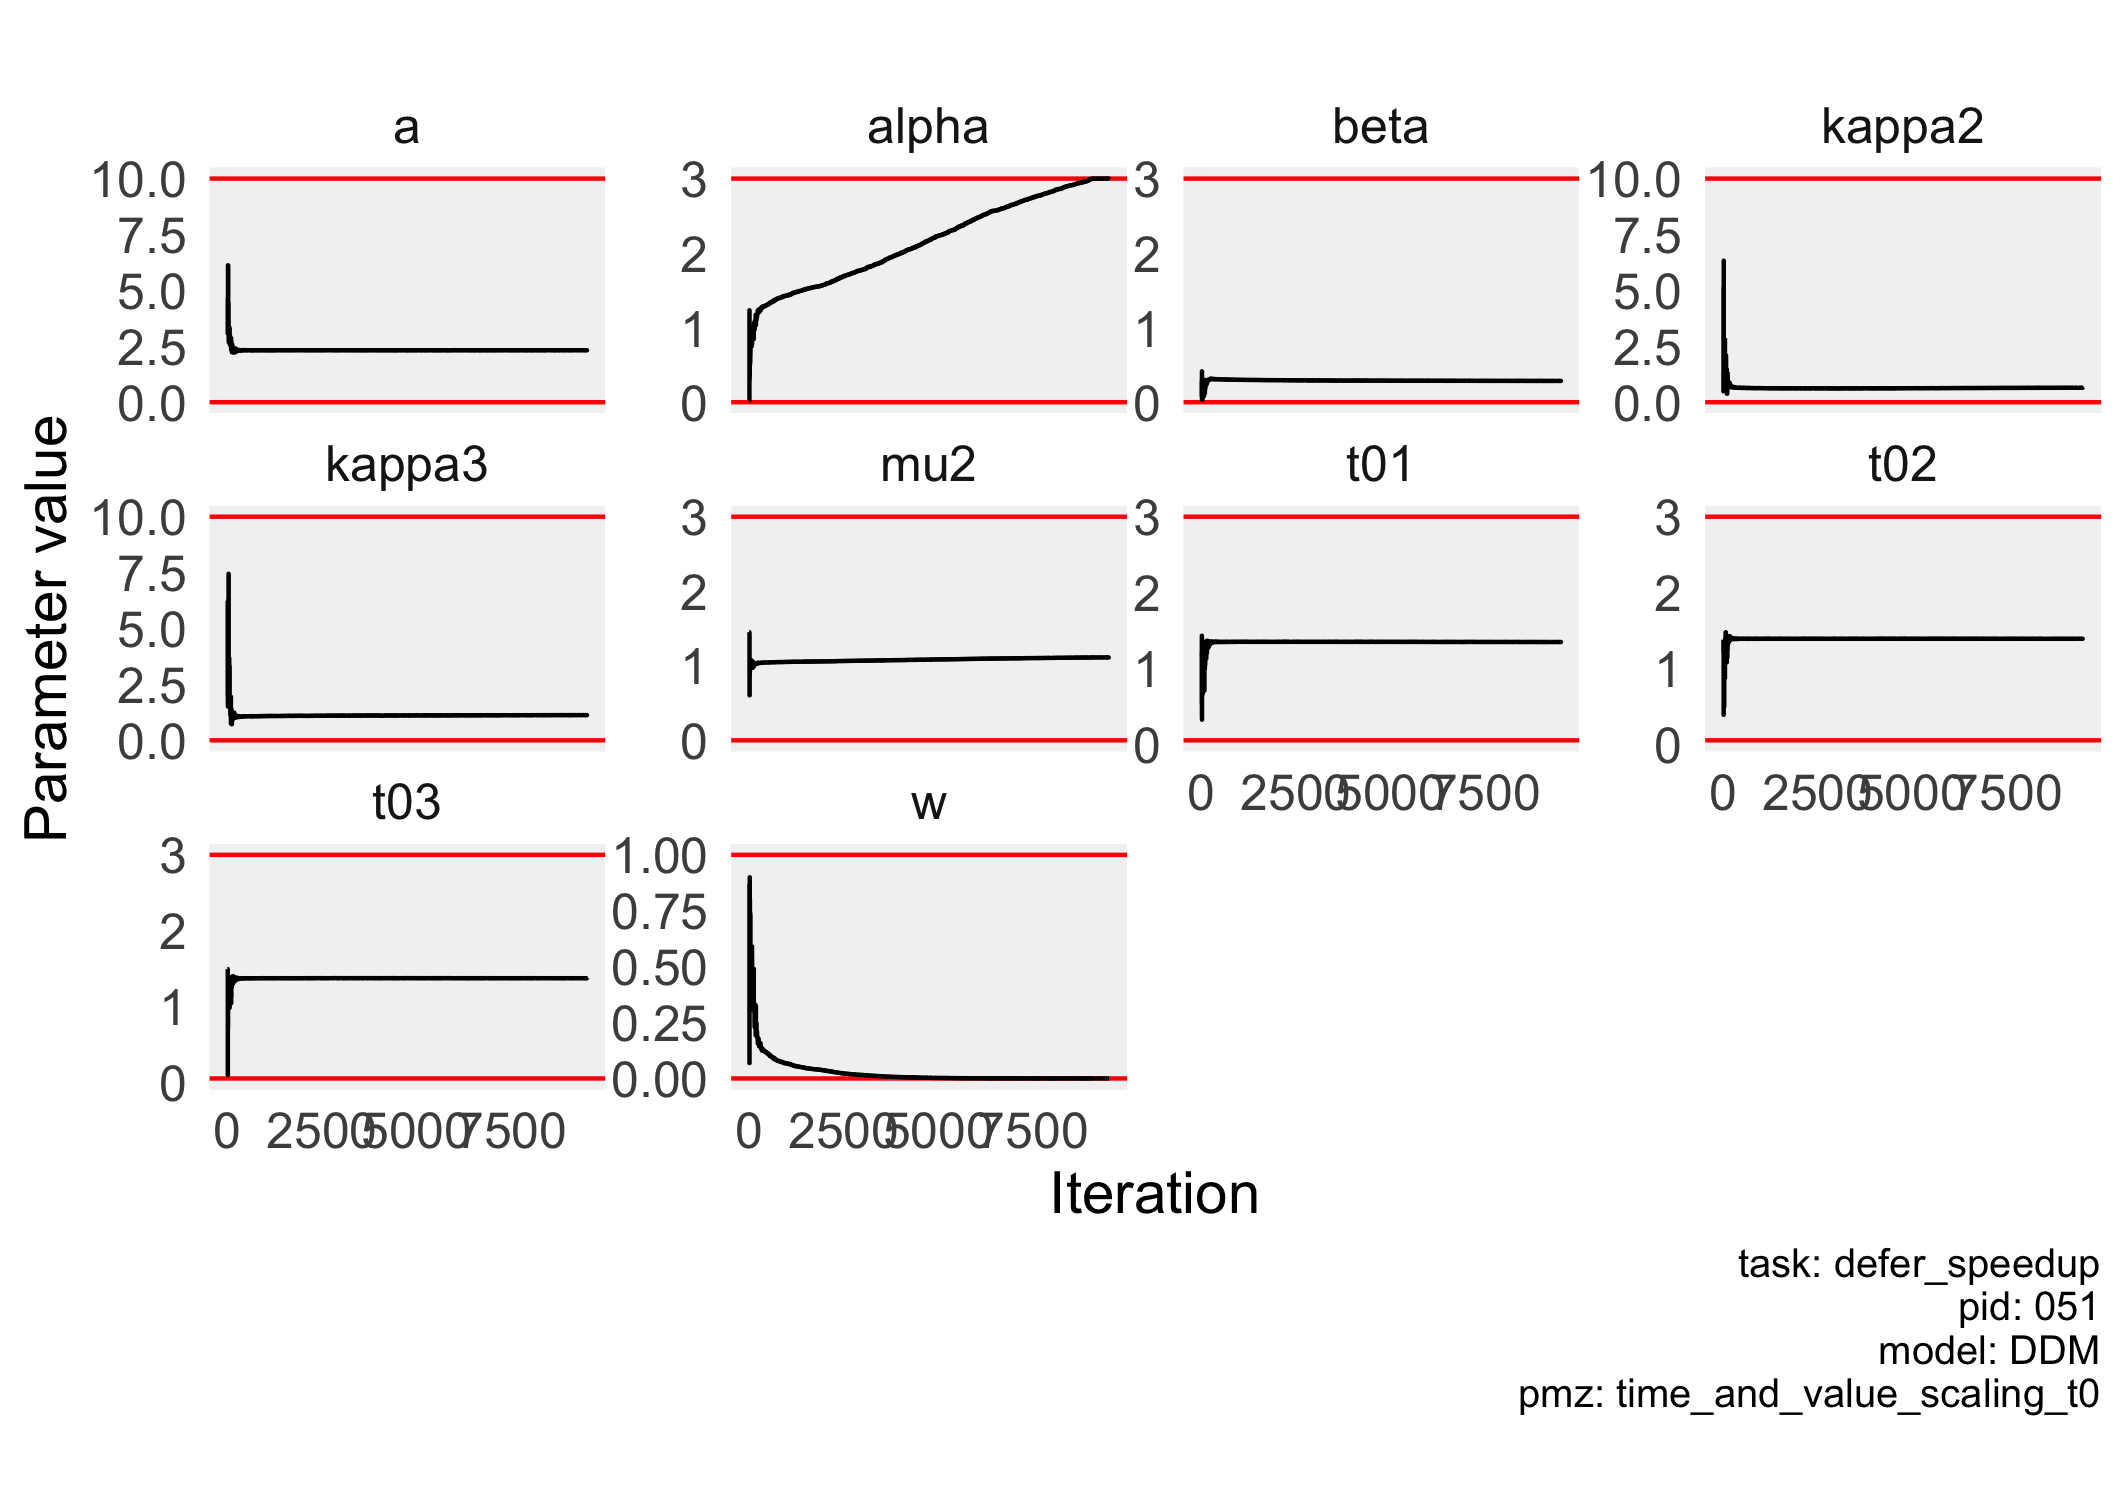 a alpha beta kappa2
10.0 3 3 10.0
7.5 7.5
2 2
5.0 5.0
1 1
2.5 2.5
0.0 0 0 0.0
kappa3 mu2 t01 t02
10.0 3 3 3
7.5
2 2 2
5.0
2.5 1 1 1
0.0 0 0 0
0 2500 5000 7500 0 2500 5000 7500
t03 w
3 1.00
2 0.75
0.50
1 0.25
0 0.00
0 2500 5000 7500 0 2500 5000 7500
Parameter value
Iteration
task: defer_speedup
pid: 051
model: DDM
pmz: time_and_value_scaling_t0